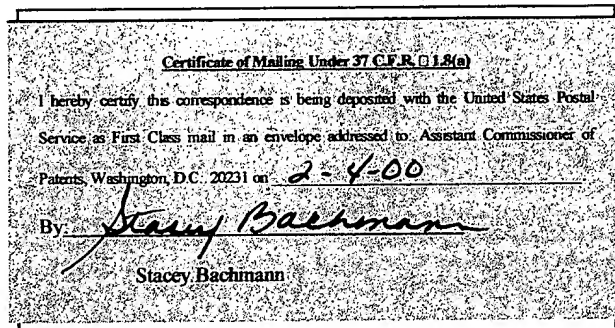 Certificate of Mailing Under 37 C.F.R. □ 1.8(a)
I hereby certify this correspondence is being deposited with the United States Postal
Service as First Class mail in an envelope addressed to: Assistant Commissioner of
Patents, Washington, D.C. 20231 on 2-4-00
By: Stacey Bachmann
Stacey Bachmann